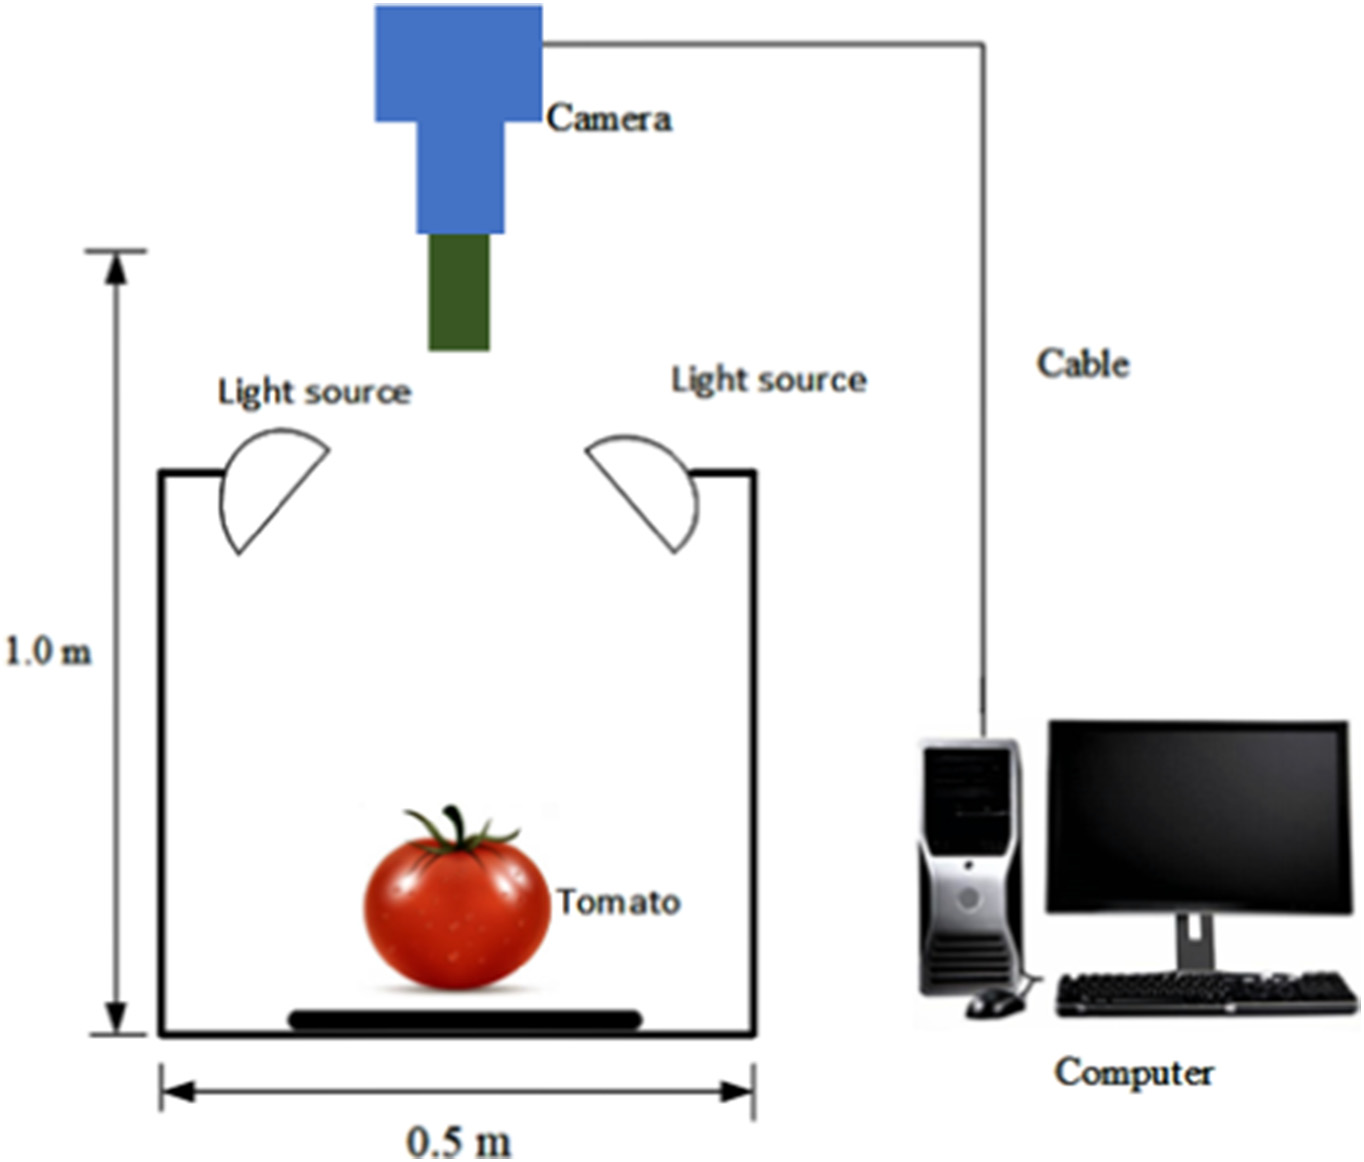 Camera
Cable
Light source
Light source
1.0 m
Tomato
Computer
0.5 m